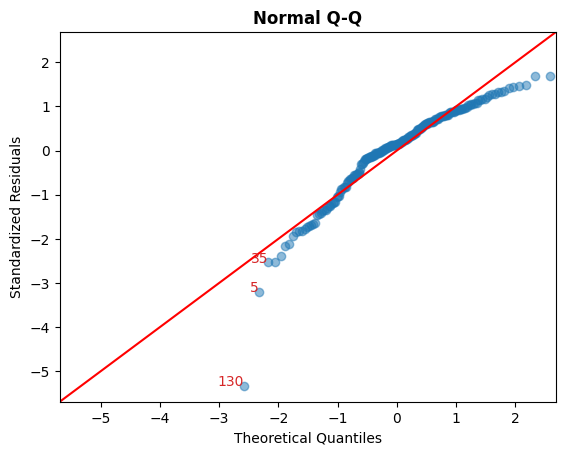 Normal Q-Q
2
1
0
−1
−2
−3
−4
−5
Standardized Residuals
35
5
130
−5 −4 −3 −2 −1 0 1 2
Theoretical Quantiles